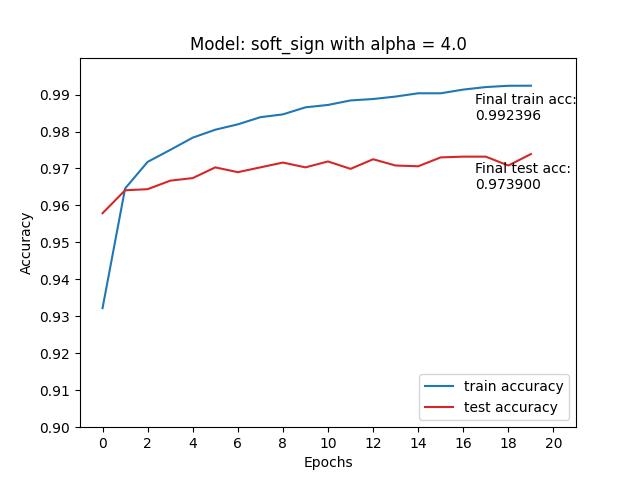 Model: soft_sign with alpha = 4.0
0.99
Final train acc:
0.992396
0.98
0.97
Final test acc:
0.973900
0.96
0.95
0.94
0.93
0.92
0.91
0.90
Accuracy
train accuracy
test accuracy
0 2 4 6 8 10 12 14 16 18 20
Epochs